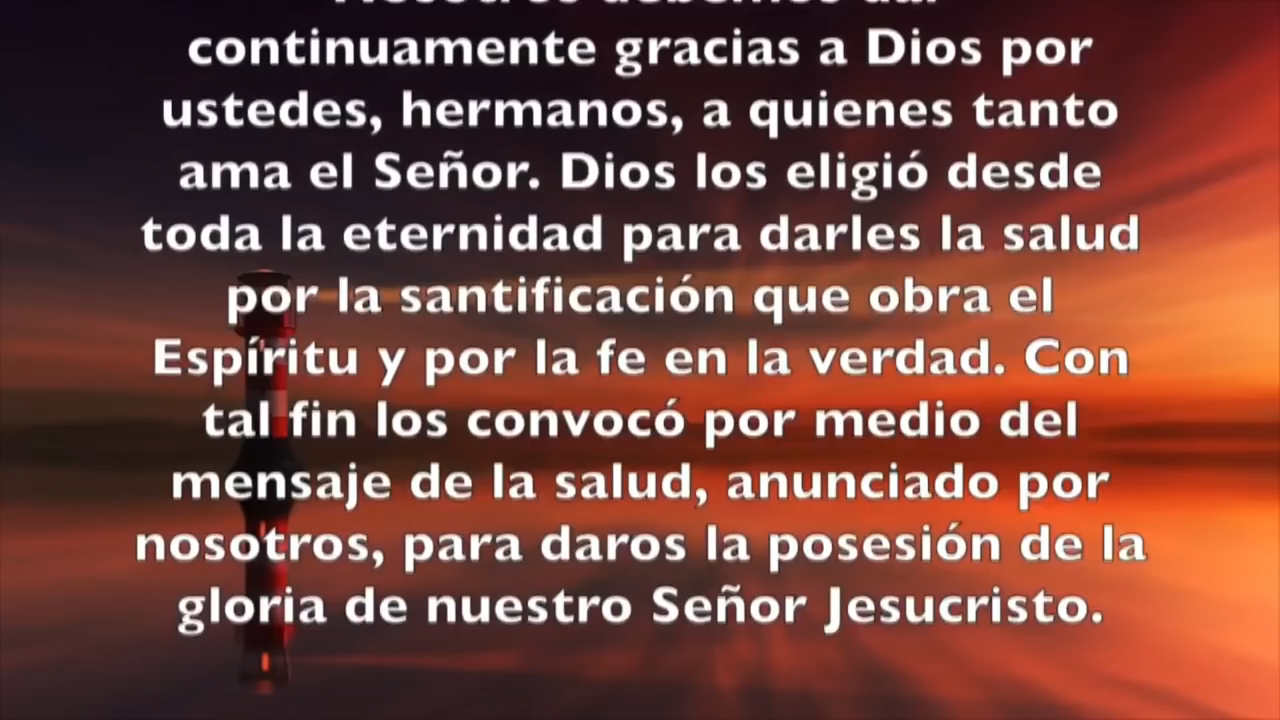 continuamente gracias a Dios por
ustedes, hermanos, a quienes tanto
ama el Señor. Dios los eligió desde
toda la eternidad para darles la salud
por la santificación que obra el
Espíritu y por la fe en la verdad. Con
tal fin los convocó por medio del
mensaje de la salud, anunciado por
nosotros, para daros la posesión de la
gloria de nuestro Señor Jesucristo.